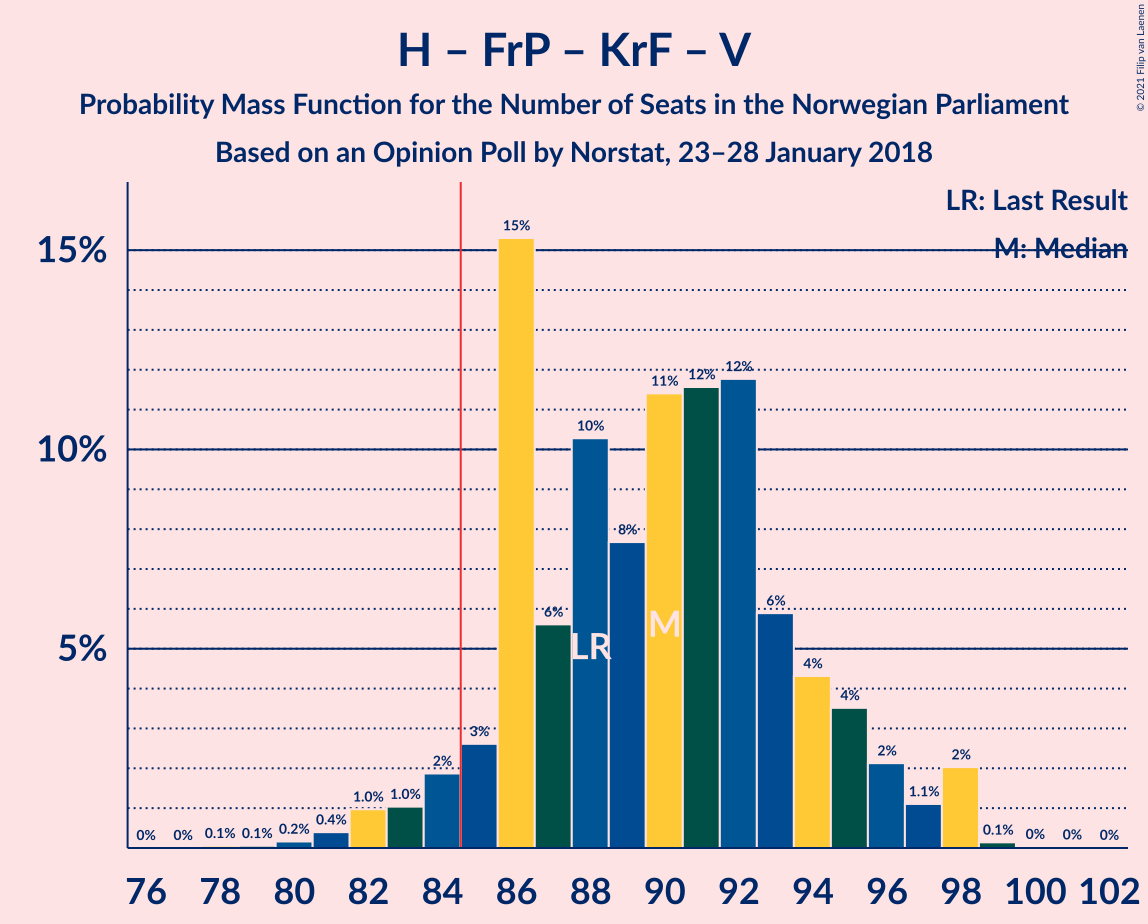 H – FrP – KrF – V
Probability Mass Function for the Number of Seats in the Norwegian Parliament
Based on an Opinion Poll by Norstat, 23–28 January 2018
© 2021 Filip van Laenen
LR: Last Result
M: Median
15%
10%
5%
0% 0% 0.1% 0.1% 0.2% 0.4% 1.0% 1.0% 2% 3% 15% 6% 10% 8% 11% 12% 12% 6% 4% 4% 2% 1.1% 2% 0.1% 0% 0% 0%
LR M
76 78 80 82 84 86 88 90 92 94 96 98 100 102